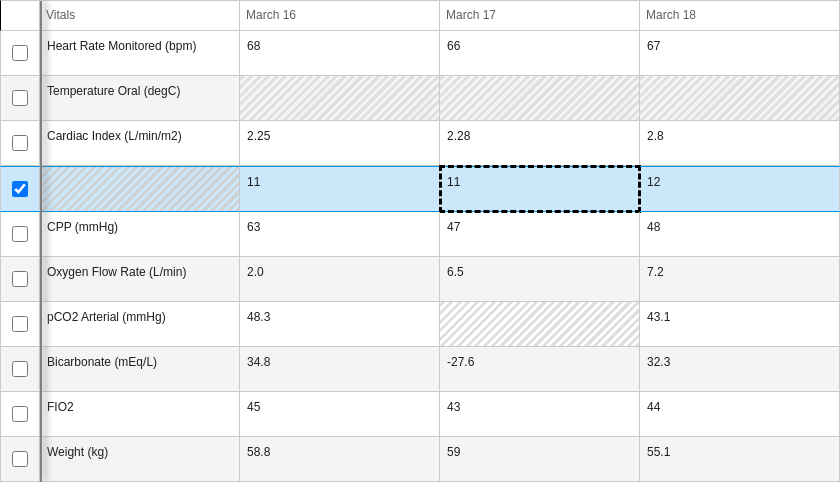 Vitals March 16 March 17 March 18
Heart Rate Monitored (bpm) 68 66 67
Temperature Oral (degC)
Cardiac Index (L/min/m2) 2.25 2.28 2.8
11 11 12
CPP (mmHg) 63 47 48
Oxygen Flow Rate (L/min) 2.0 6.5 7.2
pCO2 Arterial (mmHg) 48.3 43.1
Bicarbonate (mEq/L) 34.8 -27.6 32.3
FIO2 45 43 44
Weight (kg) 58.8 59 55.1